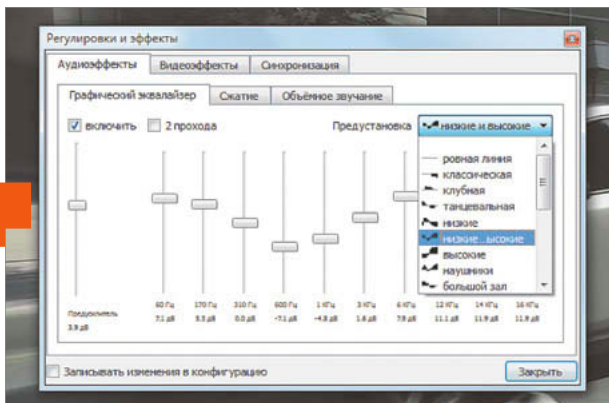 Регулировки и эффекты
Аудиоэффекты Видеоэффекты Синхронизация
Графический эквалайзер Сжатие Объёмное звучание
включить 2 прохода Предустановка низкие и высокие
ровная линия
классическая
клубная
танцевальная
низкие
низкие...ысокие
высокие
наушники
большой зал
Предусилитель 60 Гц 170 Гц 310 Гц 600 Гц 1 КГц 3 КГц 6 КГц 12 КГц 14 КГц 16 КГц
3.9 дБ 7.1 дБ 5.5 дБ 0.0 дБ -7.1 дБ -4.8 дБ 1.6 дБ 7.9 дБ 11.1 дБ 11.9 дБ 11.9 дБ
Записывать изменения в конфигурацию Закрыть